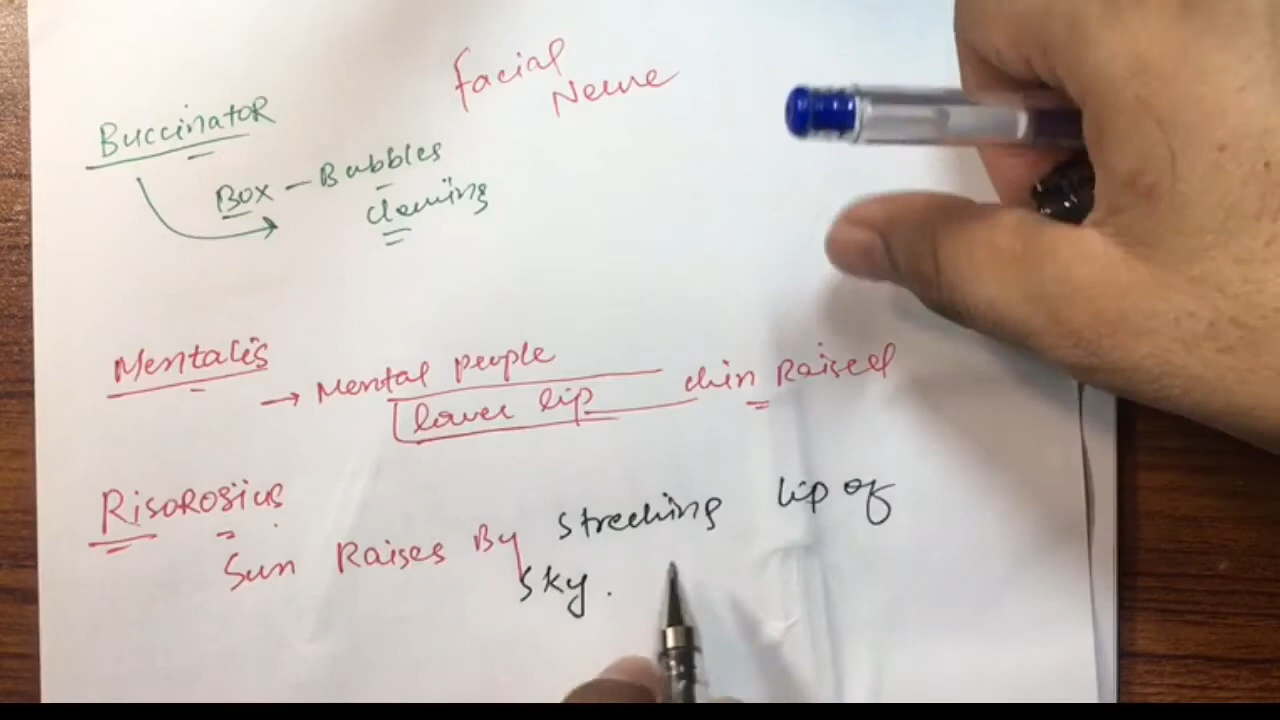 Facial
Nerve
Buccinator
Box - Bubbles
Mentalis
Mental people
lower lip chin Raised
Risorosius
Sun Raises By Streching lip of
Sky.